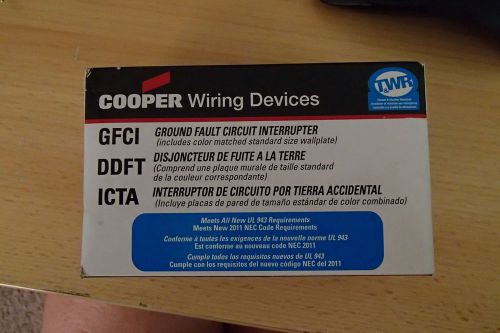 COOPER Wiring Devices
TWR
GFCI GROUND FAULT CIRCUIT INTERRUPTER
(includes color matched standard size wallplate)
DDFT DISJONCTEUR DE FUITE A LA TERRE
(Comprend une plaque murale de taille standard
de la couleur correspondante)
ICTA INTERRUPTOR DE CIRCUITO POR TIERRA ACCIDENTAL
(Incluye placas de pared de tamaño estándar de color combinado)
Meets All New UL 943 Requirements
Meets New 2011 NEC Code Requirements
Conforme à toutes les exigences de la nouvelle norme UL 943
Est conforme au nouveau code NEC 2011
Cumple todos los requisitos nuevos de UL 943
Cumple con los requisitos del nuevo código NEC del 2011